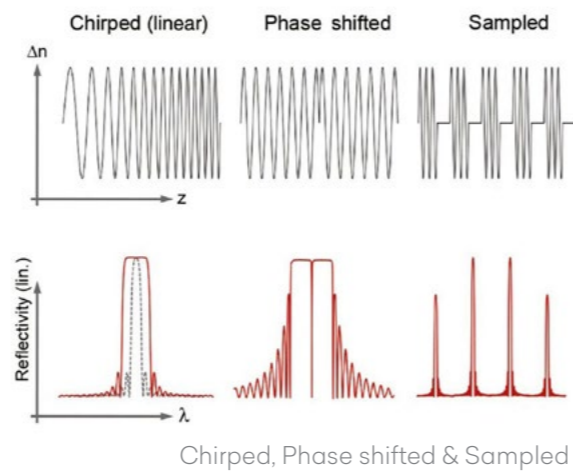 Chirped (linear) Phase shifted Sampled
Δn
z
Reflectivity (lin.)
λ
Chirped, Phase shifted & Sampled